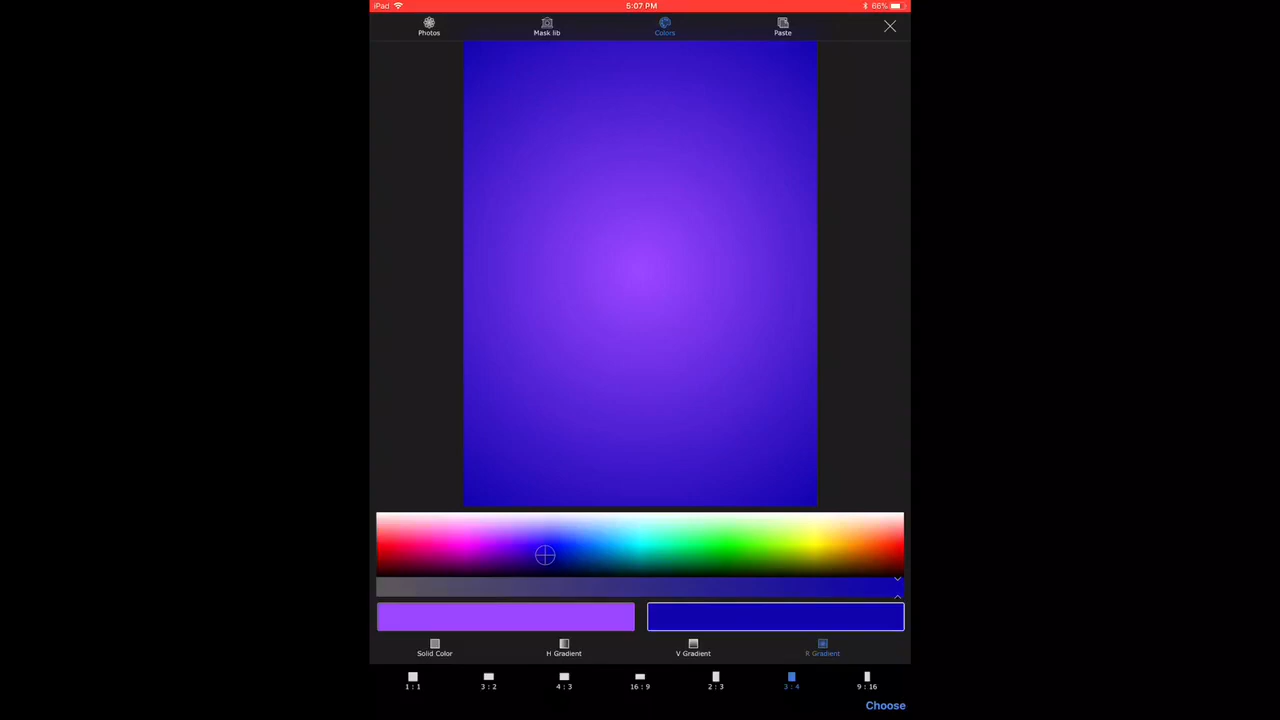 iPad 5:07 PM 66%
Photos Mask lib Colors Paste
Solid Color H Gradient V Gradient R Gradient
1 : 1 3 : 2 4 : 3 16 : 9 2 : 3 3 : 4 9 : 16
Choose